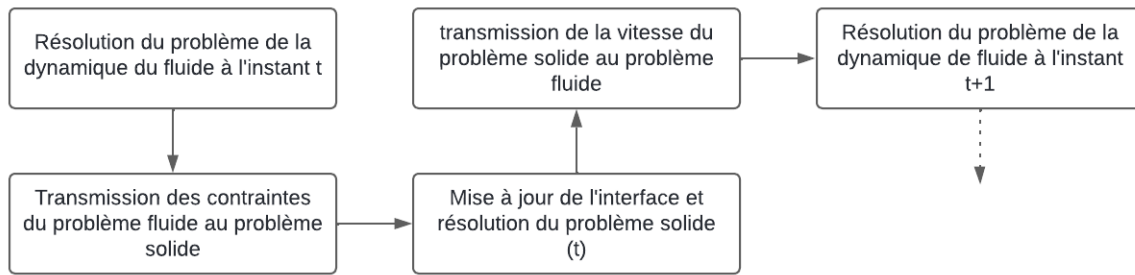 Résolution du problème de la
dynamique du fluide à l'instant t
Transmission des contraintes
du problème fluide au problème
solide
Mise à jour de l'interface et
résolution du problème solide
(t)
transmission de la vitesse du
problème solide au problème
fluide
Résolution du problème de la
dynamique de fluide à l'instant
t+1